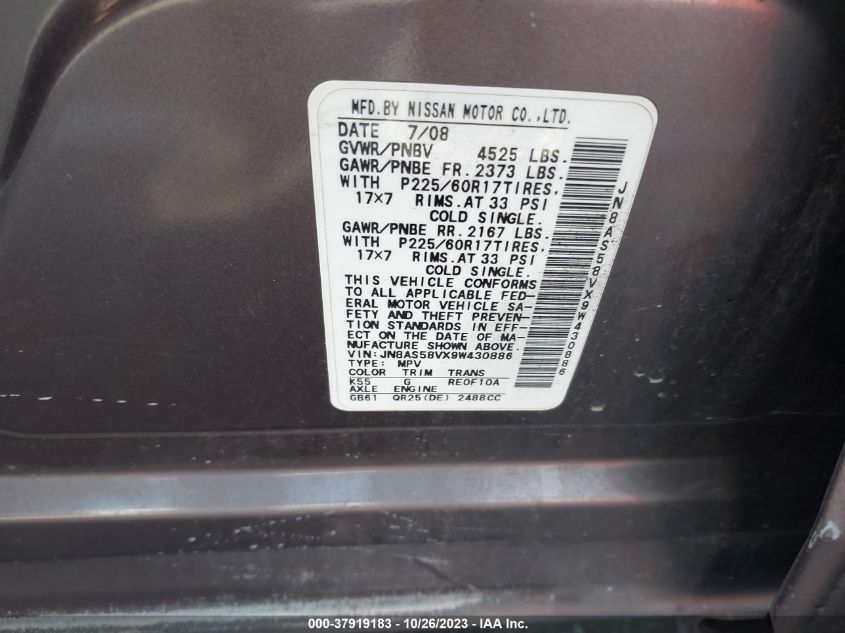 MFD.BY NISSAN MOTOR CO.,LTD.
DATE 7/08
GVWR/PNBV 4525 LBS.
GAWR/PNBE FR. 2373 LBS.
WITH P225/60R17TIRES,
17x7 RIMS.AT 33 PSI
COLD SINGLE.
GAWR/PNBE RR. 2167 LBS.
WITH P225/60R17TIRES,
17x7 RIMS.AT 33 PSI
COLD SINGLE.
THIS VEHICLE CONFORMS
TO ALL APPLICABLE FED-
ERAL MOTOR VEHICLE SA-
FETY AND THEFT PREVEN-
TION STANDARDS IN EFF-
ECT ON THE DATE OF MA-
NUFACTURE SHOWN ABOVE.
VIN:JN8AS58VX9W430886
TYPE: MPV
COLOR TRIM TRANS
K55 G RE0F10A
AXLE ENGINE
GB61 QR25(DE) 2488CC
JN8AS58VX9W430886
000-37919183 - 10/26/2023 - IAA Inc.